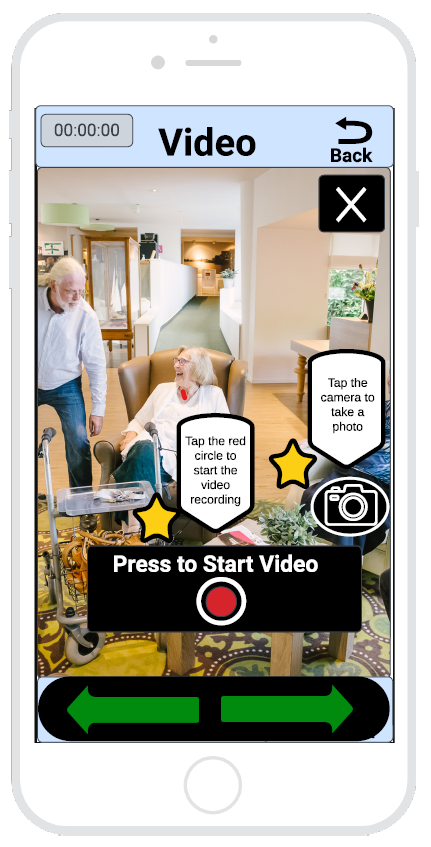 00:00:00
Video
Back
Tap the
camera to
take a
photo
Tap the red
circle to
start the
video
recording
Press to Start Video